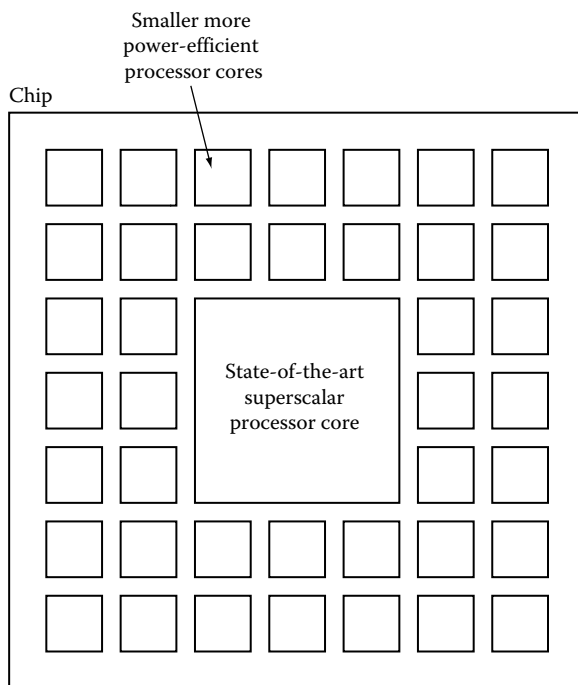 Smaller more
power-efficient
processor cores
Chip
State-of-the-art
superscalar
processor core